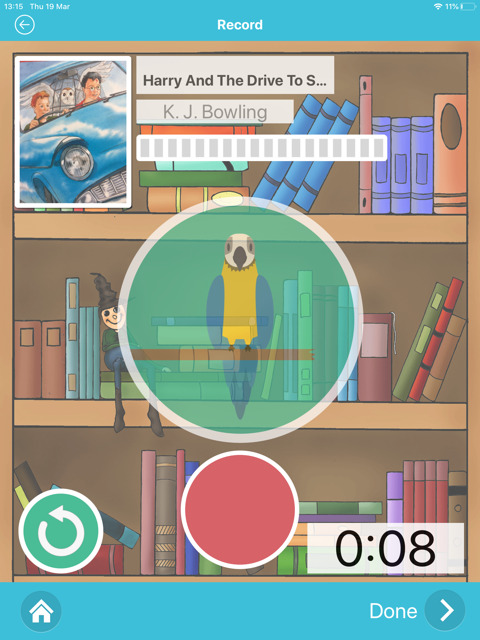 13:15 Thu 19 Mar
11%
Record
Harry And The Drive To S...
K. J. Bowling
0:08
Done